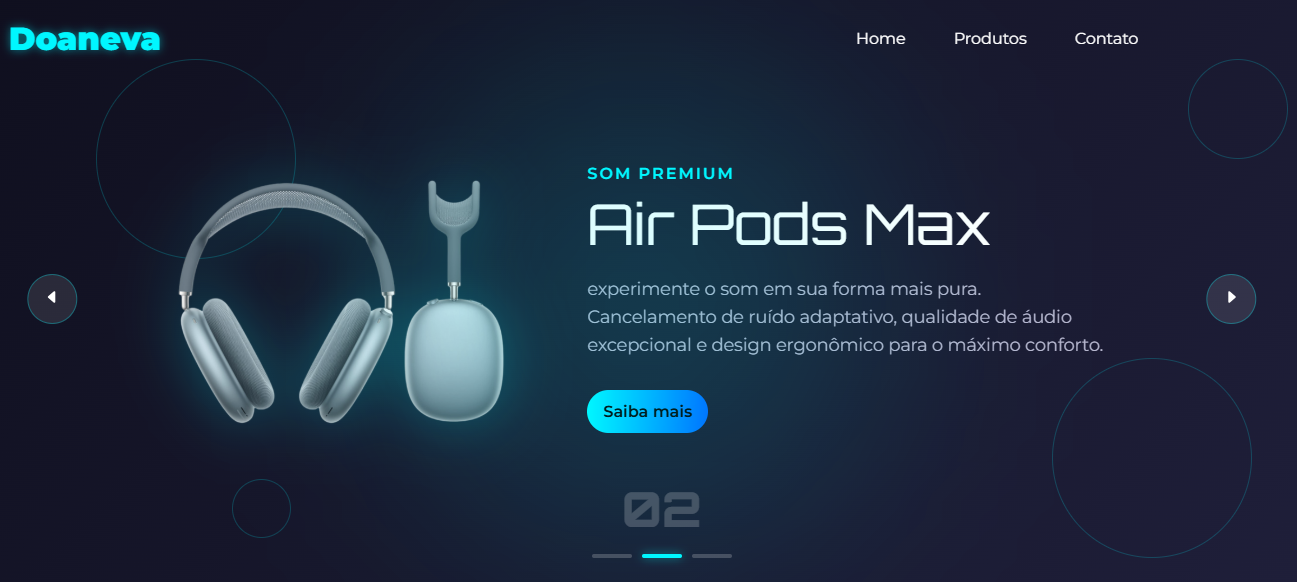 Doaneva
Home
Produtos
Contato
SOM PREMIUM
Air Pods Max
experimente o som em sua forma mais pura.
Cancelamento de ruído adaptativo, qualidade de áudio
excepcional e design ergonômico para o máximo conforto.
Saiba mais
02